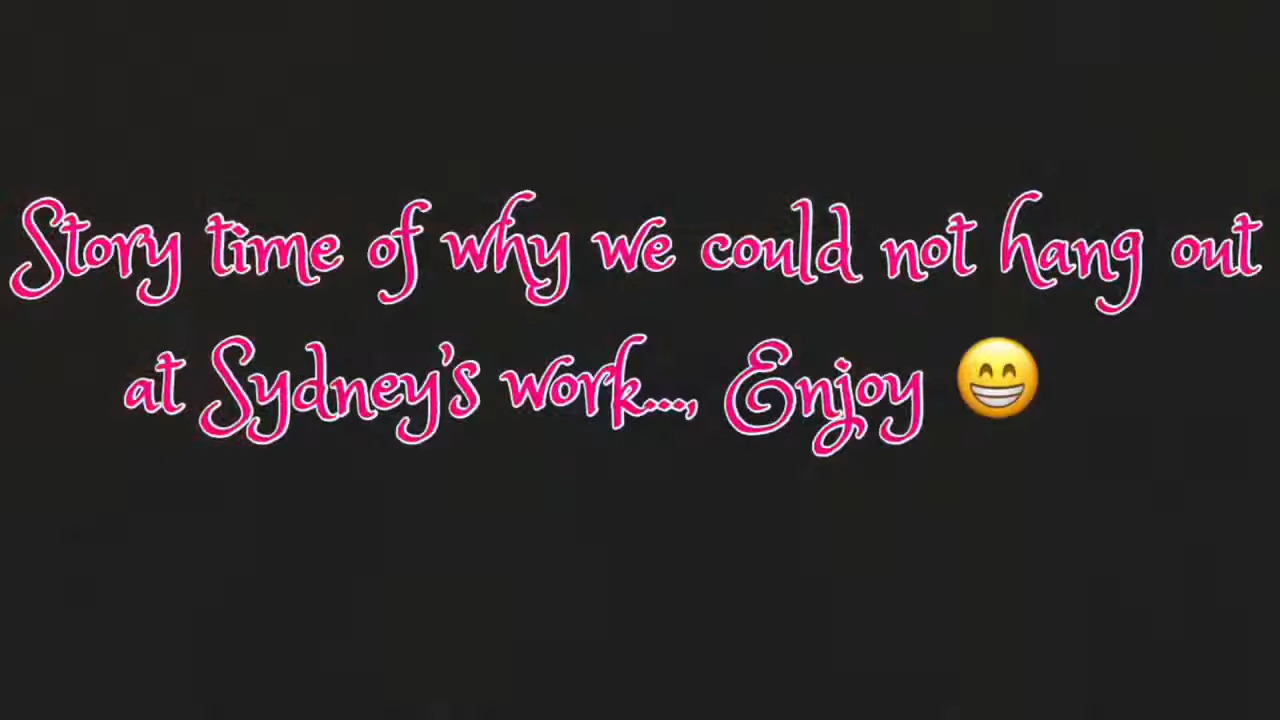 Story time of why we could not hang out
at Sydney's work..., Enjoy 😁